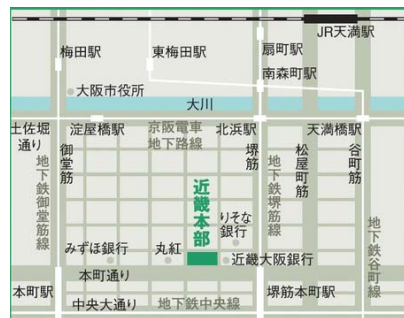 JR天満駅
梅田駅
東梅田駅
扇町駅
南森町駅
大阪市役所
大川
土佐堀
通り
淀屋橋駅
京阪電車
地下路線
北浜駅
天満橋駅
御堂筋
堺筋
松屋町筋
谷町筋
地下鉄御堂筋線
地下鉄堺筋線
地下鉄谷町線
近畿本部
りそな
銀行
みずほ銀行
丸紅
近畿大阪銀行
本町通り
本町駅
中央大通り
地下鉄中央線
堺筋本町駅